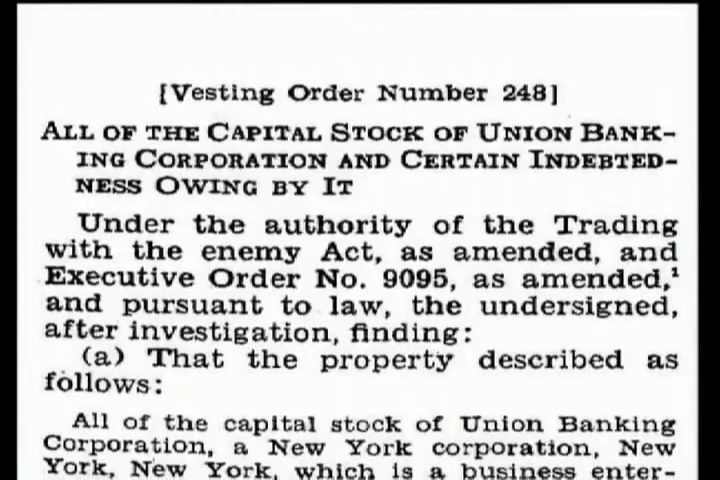 [Vesting Order Number 248]
ALL OF THE CAPITAL STOCK OF UNION BANK-
ING CORPORATION AND CERTAIN INDEBTED-
NESS OWING BY IT
Under the authority of the Trading
with the enemy Act, as amended, and
Executive Order No. 9095, as amended,¹
and pursuant to law, the undersigned,
after investigation, finding:
(a) That the property described as
follows:
All of the capital stock of Union Banking
Corporation, a New York corporation, New
York, New York, which is a business enter-